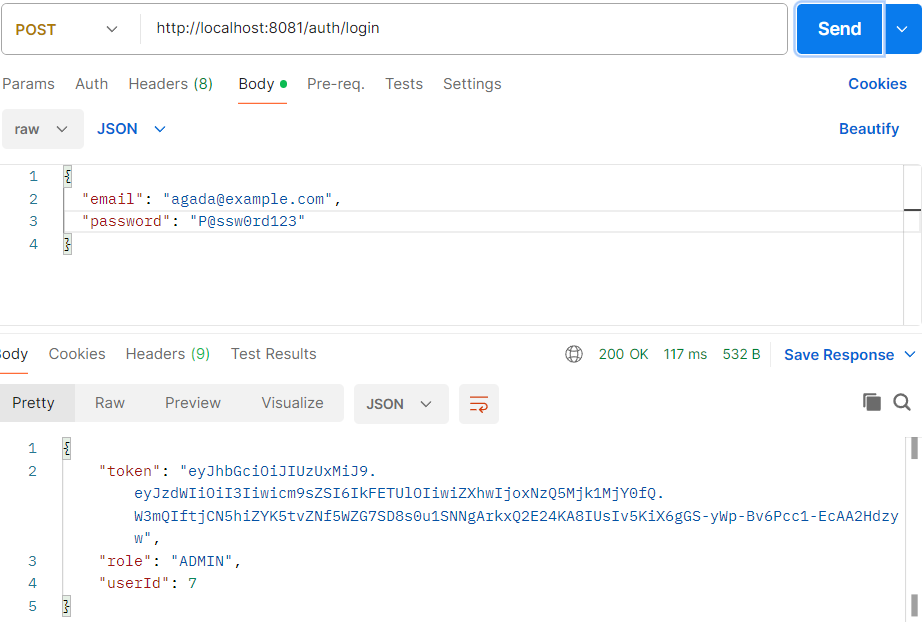 POST http://localhost:8081/auth/login Send
Params Auth Headers (8) Body Pre-req. Tests Settings Cookies
raw JSON Beautify
1 {
2 "email": "agada@example.com",
3 "password": "P@ssw0rd123"
4 }
Body Cookies Headers (9) Test Results 200 OK 117 ms 532 B Save Response
Pretty Raw Preview Visualize JSON
1 {
2 "token": "eyJhbGciOiJIUzUxMiJ9.
eyJzdWIiOiI3Iiwicm9sZSI6IkFETUlOIiwiZXhwIjoxNzQ5Mjk1MjY0fQ.
W3mQIftjCN5hiZYK5tvZNf5WZG7SD8s0u1SNNgArkxQ2E24KA8IUsIv5KiX6gGS-yWp-Bv6Pcc1-EcAA2Hdzy
w",
3 "role": "ADMIN",
4 "userId": 7
5 }